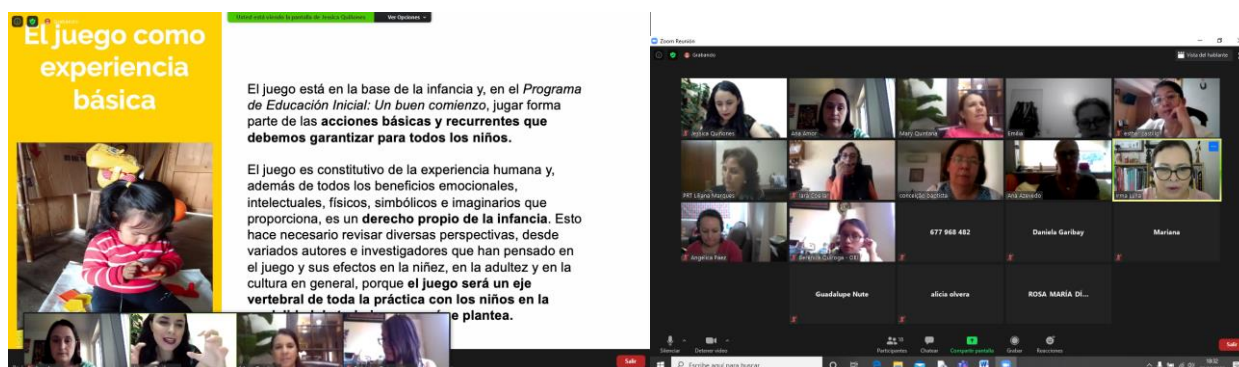 Usted está viendo la pantalla de Jessica Quiñones
Ver Opciones
El juego como
experiencia
básica
El juego está en la base de la infancia y, en el Programa
de Educación Inicial: Un buen comienzo, jugar forma
parte de las acciones básicas y recurrentes que
debemos garantizar para todos los niños.
El juego es constitutivo de la experiencia humana y,
además de todos los beneficios emocionales,
intelectuales, físicos, simbólicos e imaginarios que
proporciona, es un derecho propio de la infancia. Esto
hace necesario revisar diversas perspectivas, desde
variados autores e investigadores que han pensado en
el juego y sus efectos en la niñez, en la adultez y en la
cultura en general, porque el juego será un eje
vertebral de toda la práctica con los niños en la
plantea.
Salir
Zoom Reunión
Grabando
Vista del hablante
Jessica Quiñones
Ana Amor
Mary Quintana
Emilia
PRT Liliana Marques
conceição baptista
Ana Azevedo
Irma
Angelica Páez
Berenice Quiroga
677 968 482
Daniela Garibay
Mariana
Guadalupe Nute
alicia olvera
ROSA MARÍA DÍ...
Silenciar
Detener video
Participantes
Chatear
Compartir pantalla
Grabar
Reacciones
Salir
Escribe aquí para buscar